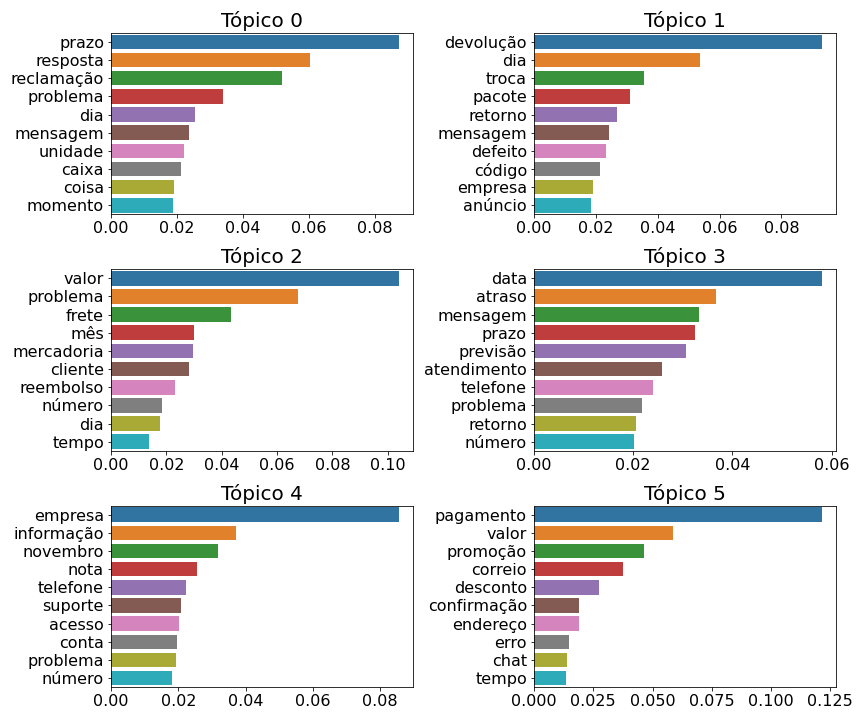 Tópico 0
prazo
resposta
reclamação
problema
dia
mensagem
unidade
caixa
coisa
momento
0.00 0.02 0.04 0.06 0.08
Tópico 1
devolução
dia
troca
pacote
retorno
mensagem
defeito
código
empresa
anúncio
0.00 0.02 0.04 0.06 0.08
Tópico 2
valor
problema
frete
mês
mercadoria
cliente
reembolso
número
dia
tempo
0.00 0.02 0.04 0.06 0.08 0.10
Tópico 3
data
atraso
mensagem
prazo
previsão
atendimento
telefone
problema
retorno
número
0.00 0.02 0.04 0.06
Tópico 4
empresa
informação
novembro
nota
telefone
suporte
acesso
conta
problema
número
0.00 0.02 0.04 0.06 0.08
Tópico 5
pagamento
valor
promoção
correio
desconto
confirmação
endereço
erro
chat
tempo
0.000 0.025 0.050 0.075 0.100 0.125